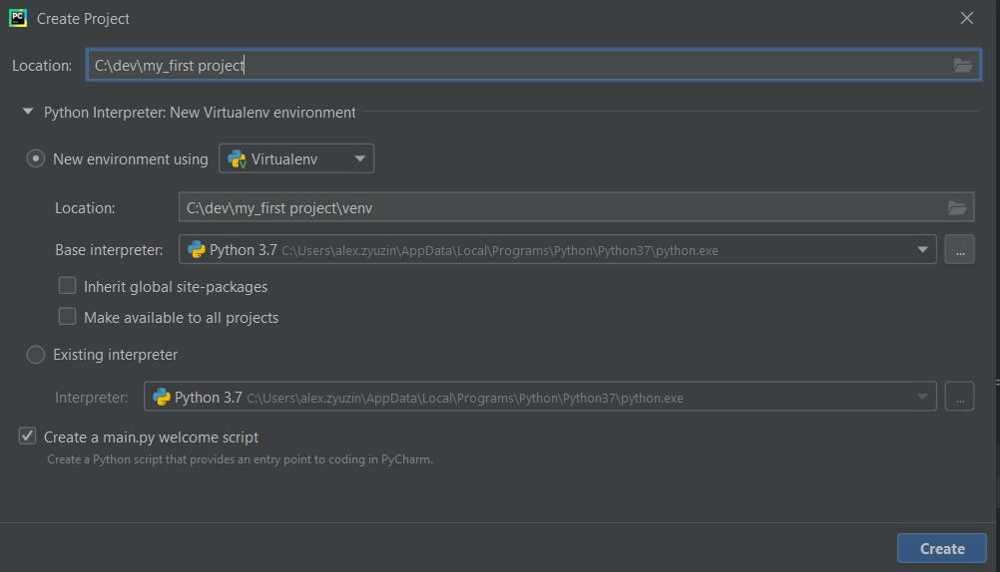 PC Create Project
Location: C:\dev\my_first project
Python Interpreter: New Virtualenv environment
New environment using Virtualenv
Location: C:\dev\my_first project\venv
Base interpreter: Python 3.7 C:\Users\alex.zyuzin\AppData\Local\Programs\Python\Python37\python.exe ...
Inherit global site-packages
Make available to all projects
Existing interpreter
Interpreter: Python 3.7 C:\Users\alex.zyuzin\AppData\Local\Programs\Python\Python37\python.exe ...
Create a main.py welcome script
Create a Python script that provides an entry point to coding in PyCharm.
Create